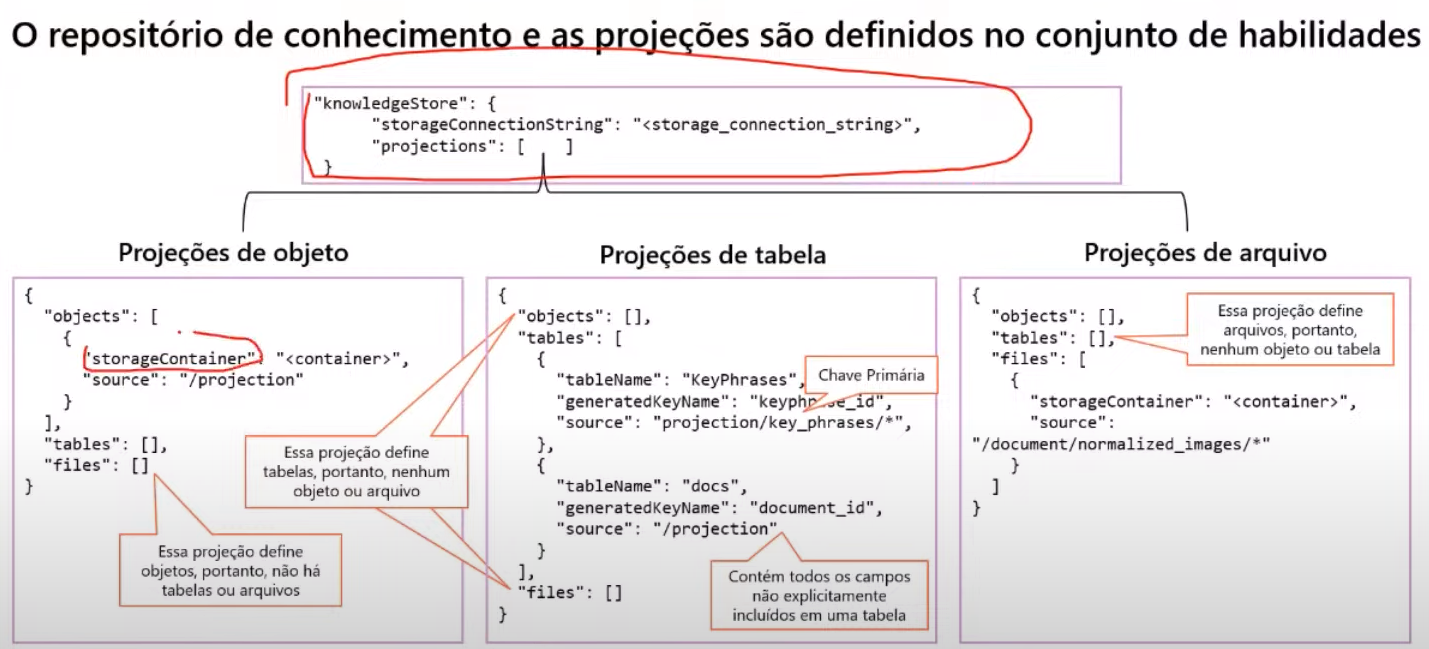 O repositório de conhecimento e as projeções são definidos no conjunto de habilidades
"knowledgeStore": {
"storageConnectionString": "<storage_connection_string>",
"projections": [ ]
}
Projeções de objeto
{
"objects": [
{
"storageContainer": "<container>",
"source": "/projection"
}
],
"tables": [],
"files": []
}
Essa projeção define
objetos, portanto, não há
tabelas ou arquivos
Projeções de tabela
{
"objects": [],
"tables": [
{
"tableName": "KeyPhrases",
"generatedKeyName": "keyphrase_id",
"source": "projection/key_phrases/*",
},
{
"tableName": "docs",
"generatedKeyName": "document_id",
"source": "/projection"
}
],
"files": []
}
Essa projeção define
tabelas, portanto, nenhum
objeto ou arquivo
Chave Primária
Contém todos os campos
não explicitamente
incluídos em uma tabela
Projeções de arquivo
{
"objects": [],
"tables": [],
"files": [
{
"storageContainer": "<container>",
"source":
"/document/normalized_images/*"
}
]
}
Essa projeção define
arquivos, portanto,
nenhum objeto ou tabela